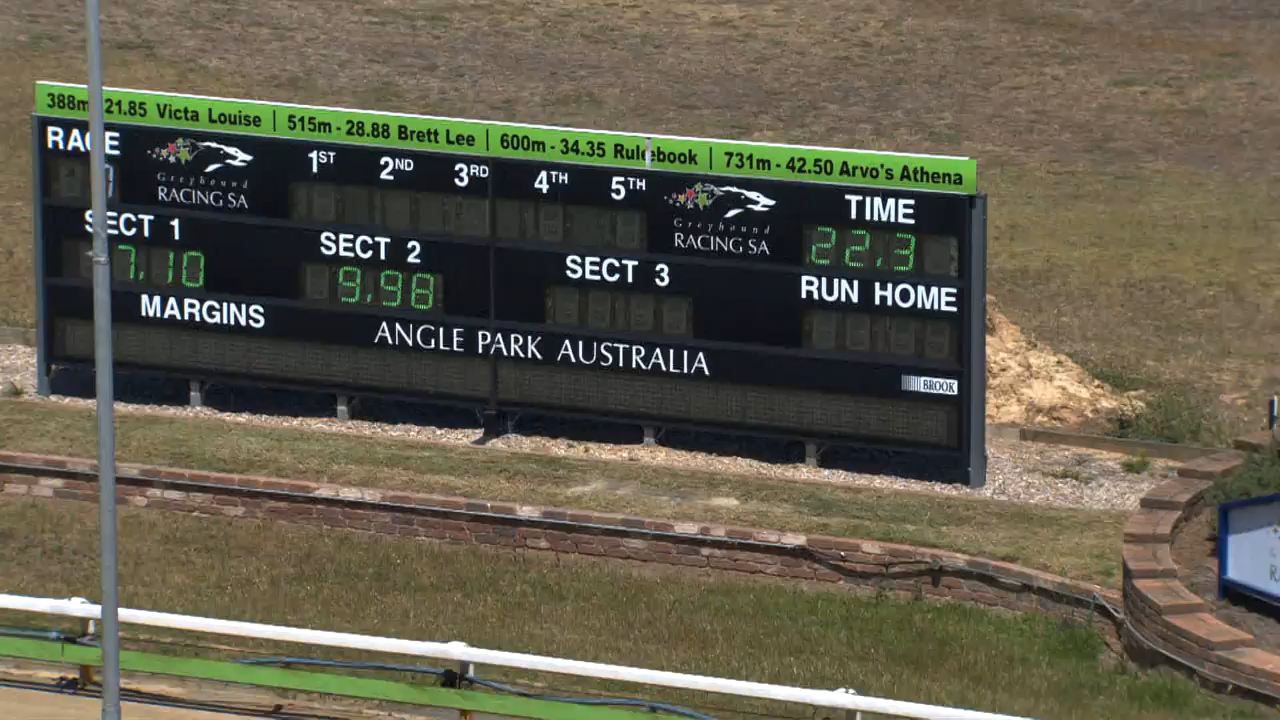 388m 21.85 Victa Louise | 515m - 28.88 Brett Lee | 600m - 34.35 Rulebook | 731m - 42.50 Arvo's Athena
RACE
Greyhound
RACING SA
1ST 2ND 3RD 4TH 5TH
Greyhound
RACING SA
TIME
22.3
SECT 1
7.10
SECT 2
9.98
SECT 3
RUN HOME
MARGINS
ANGLE PARK AUSTRALIA
BROOK